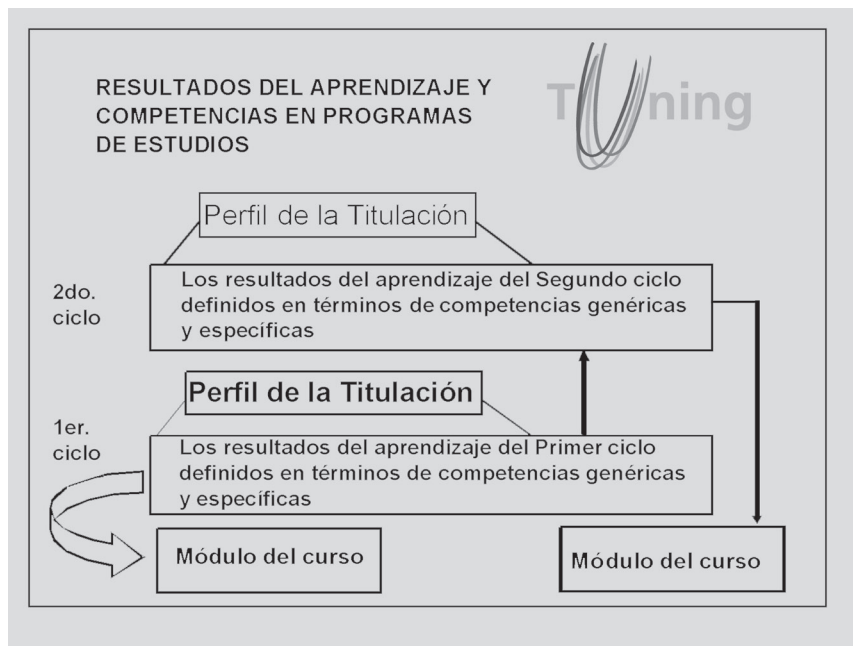 RESULTADOS DEL APRENDIZAJE Y
COMPETENCIAS EN PROGRAMAS
DE ESTUDIOS
Tuning
Perfil de la Titulación
2do.
ciclo
Los resultados del aprendizaje del Segundo ciclo
definidos en términos de competencias genéricas
y específicas
Perfil de la Titulación
1er.
ciclo
Los resultados del aprendizaje del Primer ciclo
definidos en términos de competencias genéricas
y específicas
Módulo del curso
Módulo del curso